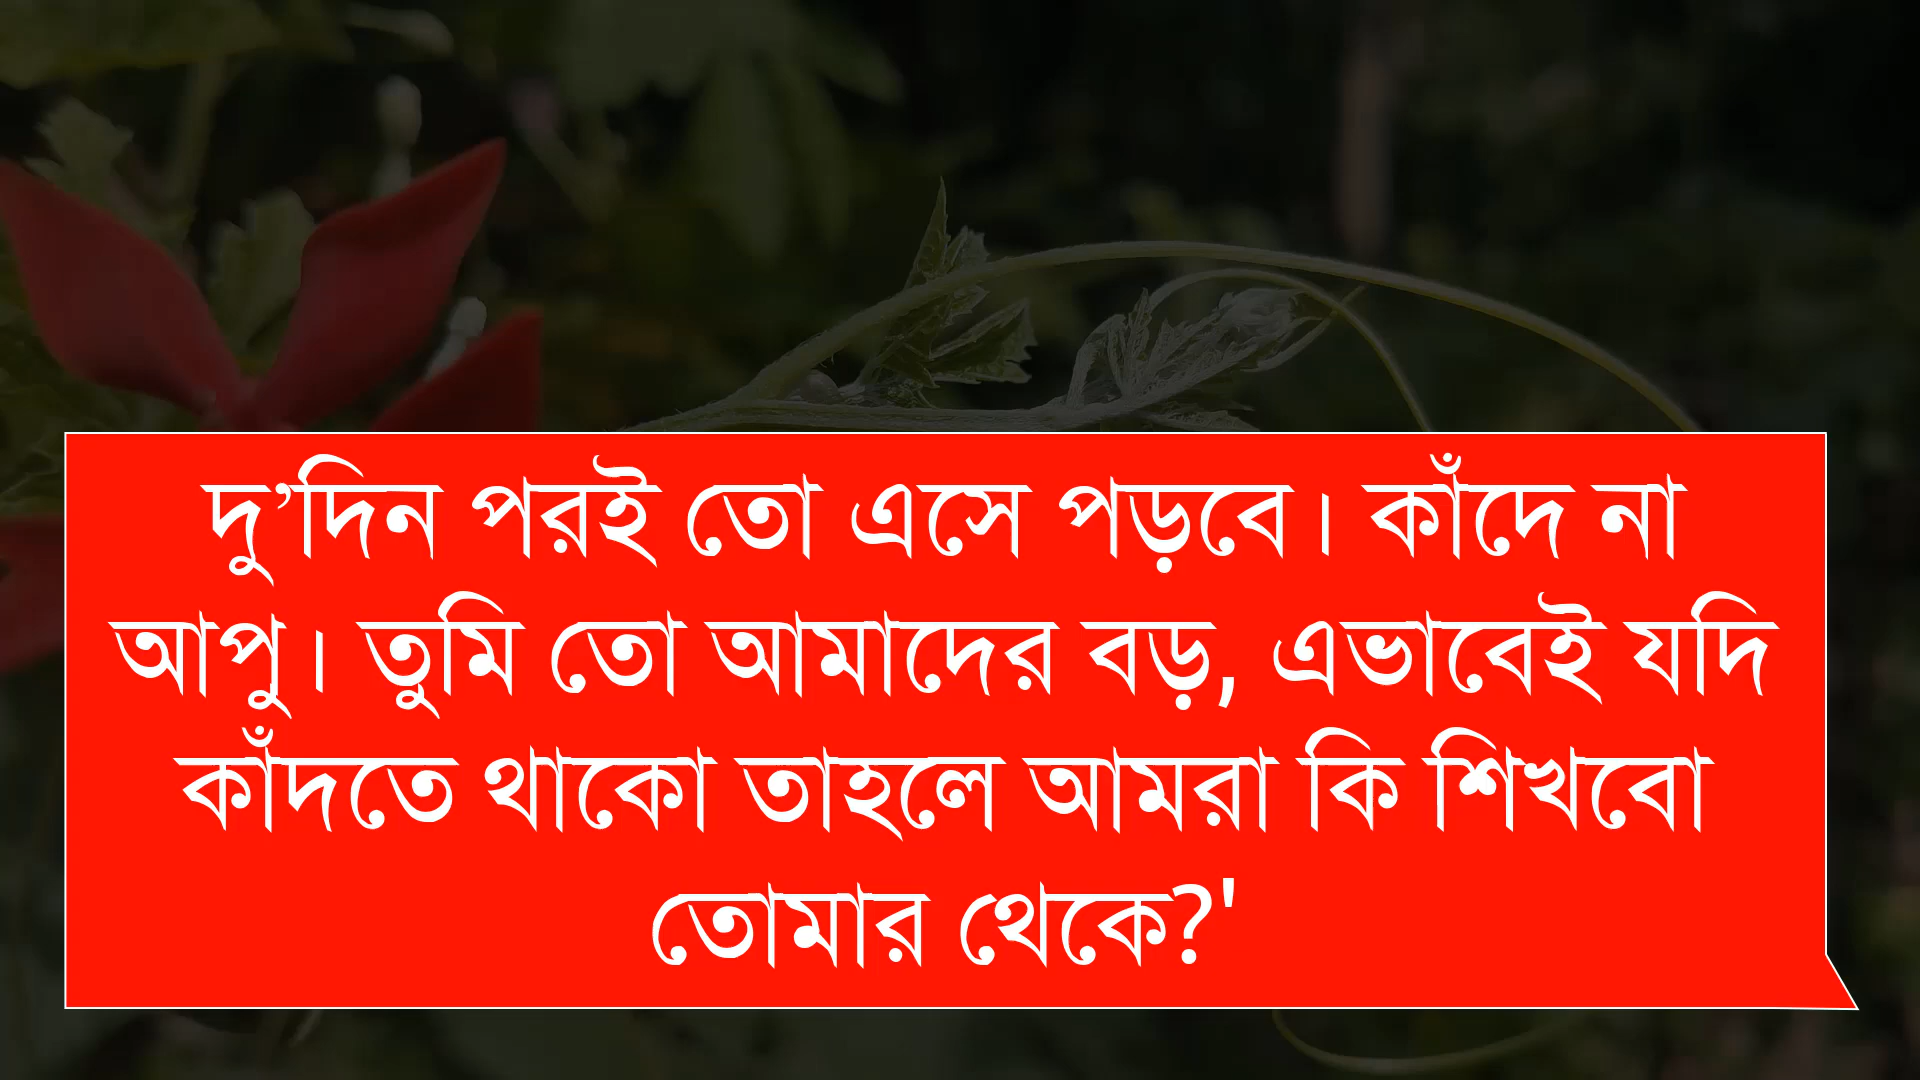 দু’দিন পরই তো এসে পড়বে। কাঁদে না
আপু। তুমি তো আমাদের বড়, এভাবেই যদি
কাঁদতে থাকো তাহলে আমরা কি শিখবো
তোমার থেকে?'